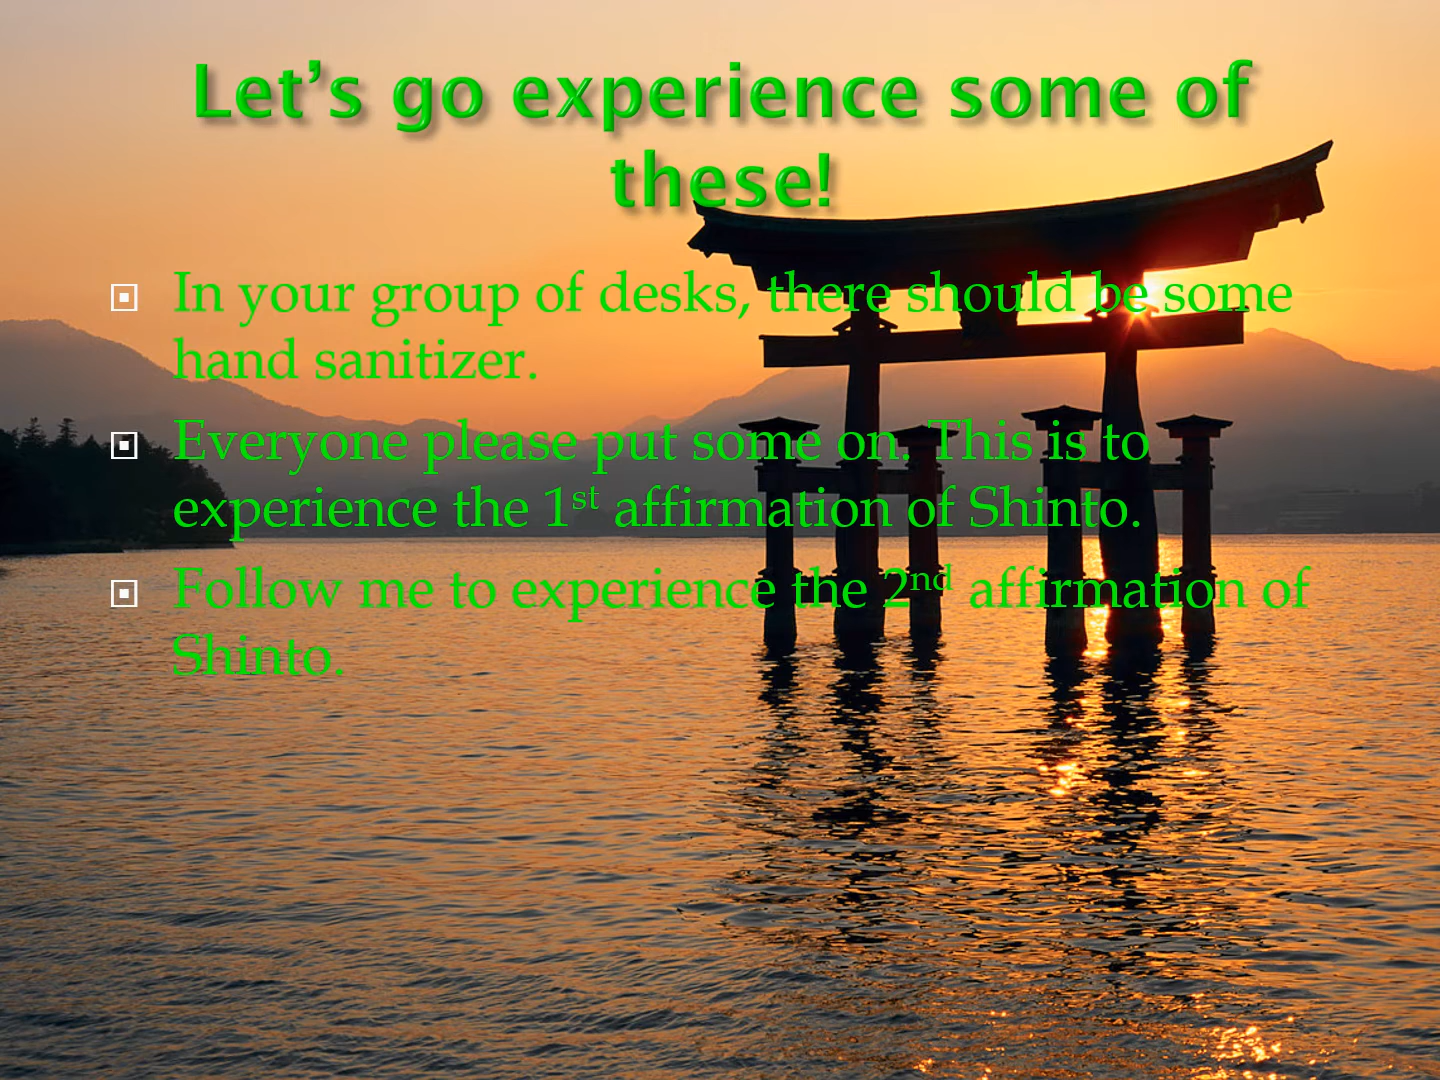 Let’s go experience some of
these!
In your group of desks, there should be some
hand sanitizer.
Everyone please put some on. This is to
experience the 1st affirmation of Shinto.
Follow me to experience the 2nd affirmation of
Shinto.